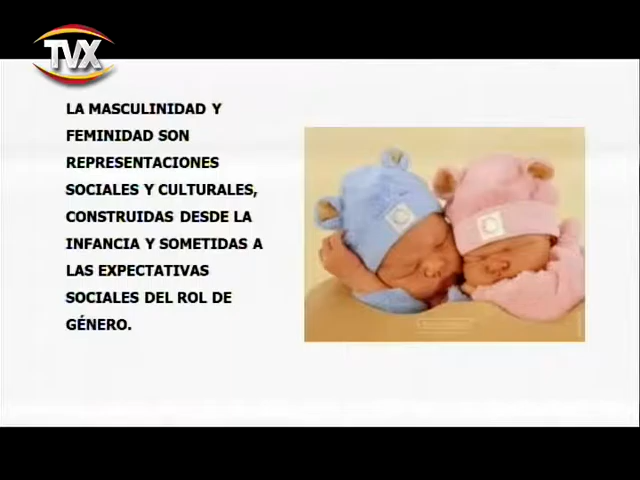 TVX
LA MASCULINIDAD Y
FEMINIDAD SON
REPRESENTACIONES
SOCIALES Y CULTURALES,
CONSTRUIDAS DESDE LA
INFANCIA Y SOMETIDAS A
LAS EXPECTATIVAS
SOCIALES DEL ROL DE
GÉNERO.